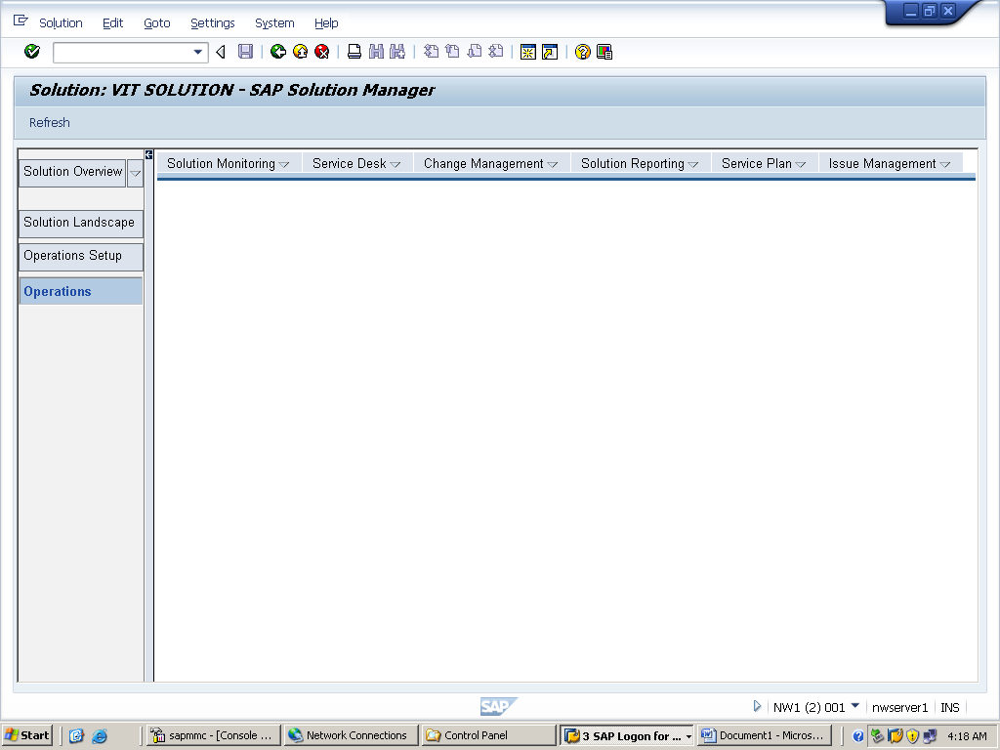 Solution Edit Goto Settings System Help
Solution: VIT SOLUTION - SAP Solution Manager
Refresh
Solution Overview
Solution Monitoring Service Desk Change Management Solution Reporting Service Plan Issue Management
Solution Landscape
Operations Setup
Operations
SAP
NW1 (2) 001 nwserver1 INS
Start sapmmc - [Console ... Network Connections Control Panel 3 SAP Logon for ... Document1 - Micros... 4:18 AM